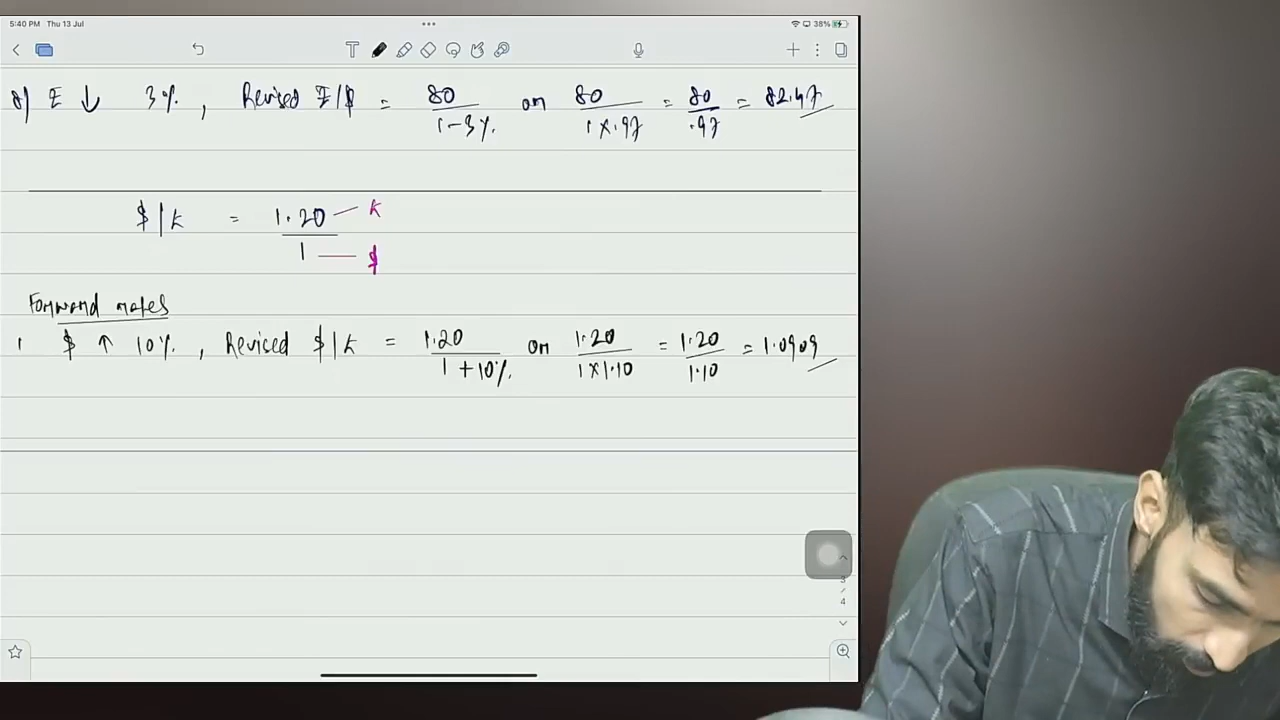 5:40 PM Thu 13 Jul
38%
T
8) ₹ ↓ 3%, Revised ₹/$ = 80 / 1-3% or 80 / 1×.97 = 80 / .97 = 82.47
$/K = 1.20 — K
1 — $
Forward rates
1 $ ↑ 10%, Revised $/K = 1.20 / 1+10% or 1.20 / 1×1.10 = 1.20 / 1.10 = 1.0909
3
/
4